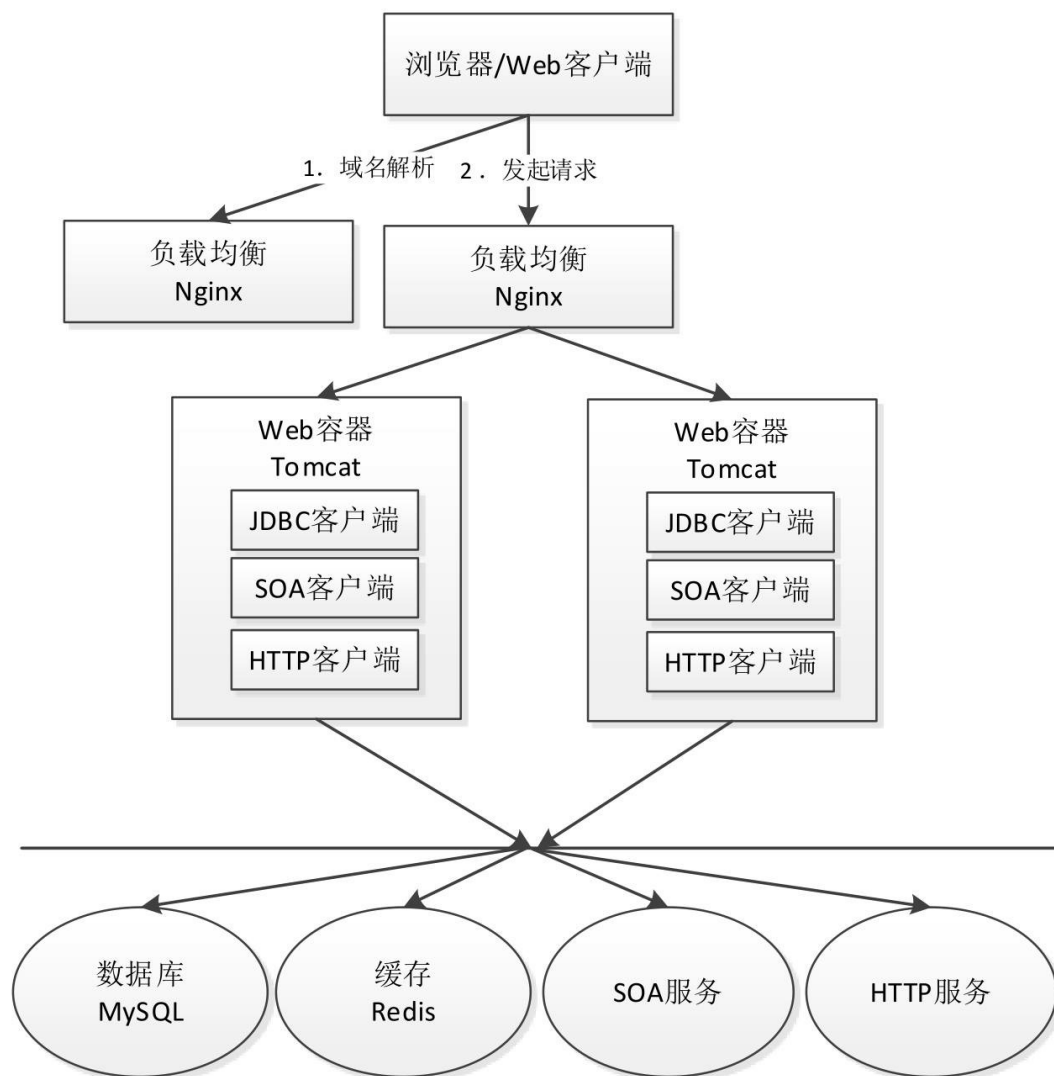 浏览器/Web客户端
1. 域名解析
2. 发起请求
负载均衡
Nginx
负载均衡
Nginx
Web容器
Tomcat
JDBC客户端
SOA客户端
HTTP客户端
Web容器
Tomcat
JDBC客户端
SOA客户端
HTTP客户端
数据库
MySQL
缓存
Redis
SOA服务
HTTP服务